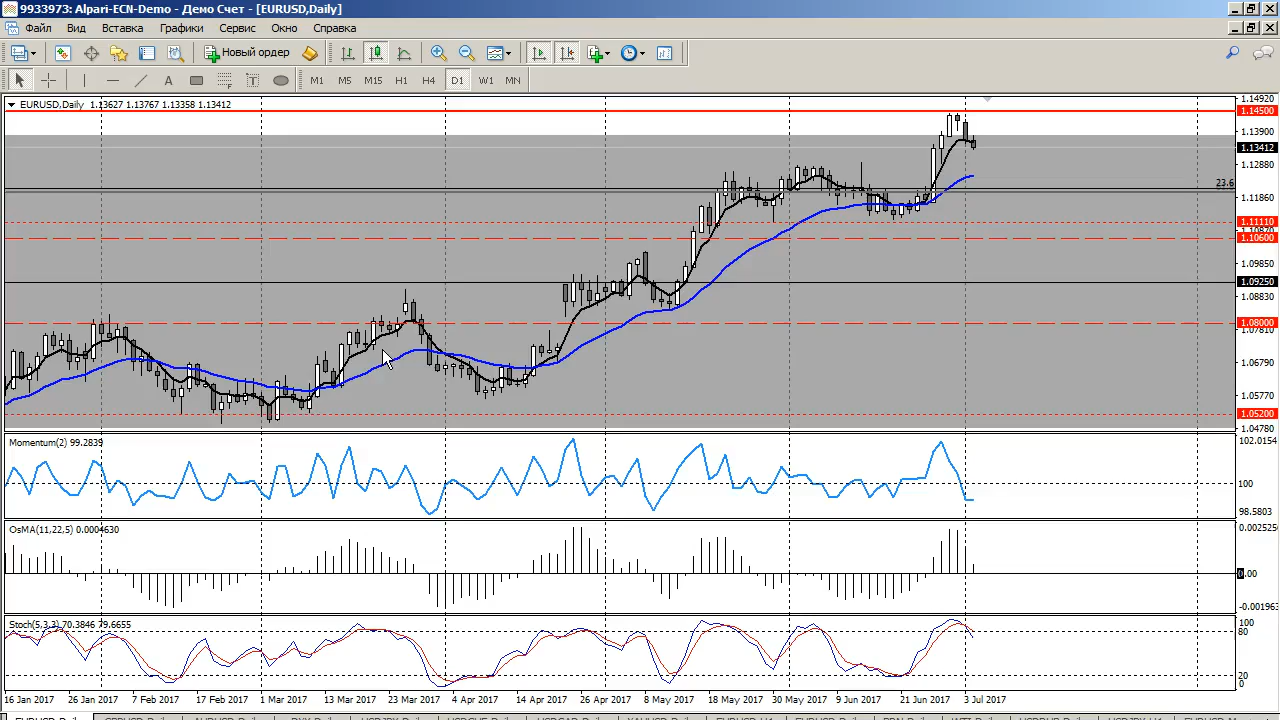 9933973: Alpari-ECN-Demo - Демо Счет - [EURUSD,Daily]
Файл Вид Вставка Графики Сервис Окно Справка
Новый ордер
A T M1 M5 M15 H1 H4 D1 W1 MN
EURUSD,Daily 1.13627 1.13767 1.13358 1.13412
1.14920
1.14500
1.13900
1.13412
1.12880
23.6
1.11860
1.11110
1.10600
1.09850
1.09250
1.08830
1.08000
1.07810
1.06790
1.05770
1.05200
1.04780
Momentum(2) 99.2839
102.0154
100
98.5803
OsMA(11,22,5) 0.0004630
0.00
Stoch(5,3,3) 70.3846 79.6655
100
80
20
0
16 Jan 2017 26 Jan 2017 7 Feb 2017 17 Feb 2017 1 Mar 2017 13 Mar 2017 23 Mar 2017 4 Apr 2017 14 Apr 2017 26 Apr 2017 8 May 2017 18 May 2017 30 May 2017 9 Jun 2017 21 Jun 2017 3 Jul 2017